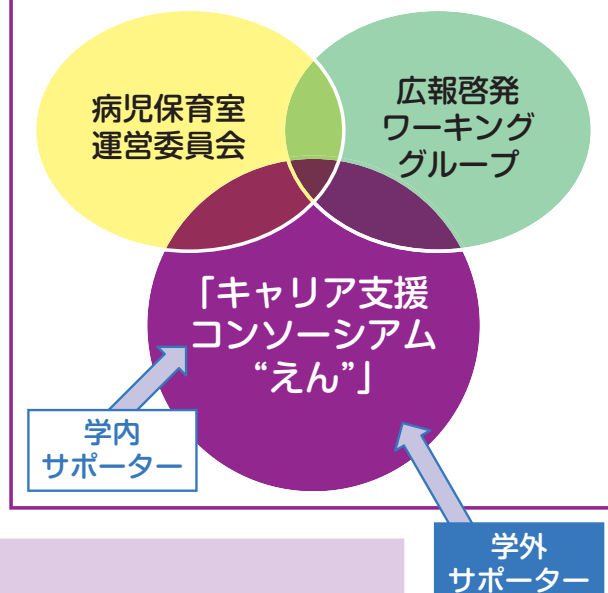 病児保育室
運営委員会
広報啓発
ワーキング
グループ
「キャリア支援
コンソーシアム
“えん”」
学内
サポーター
学外
サポーター